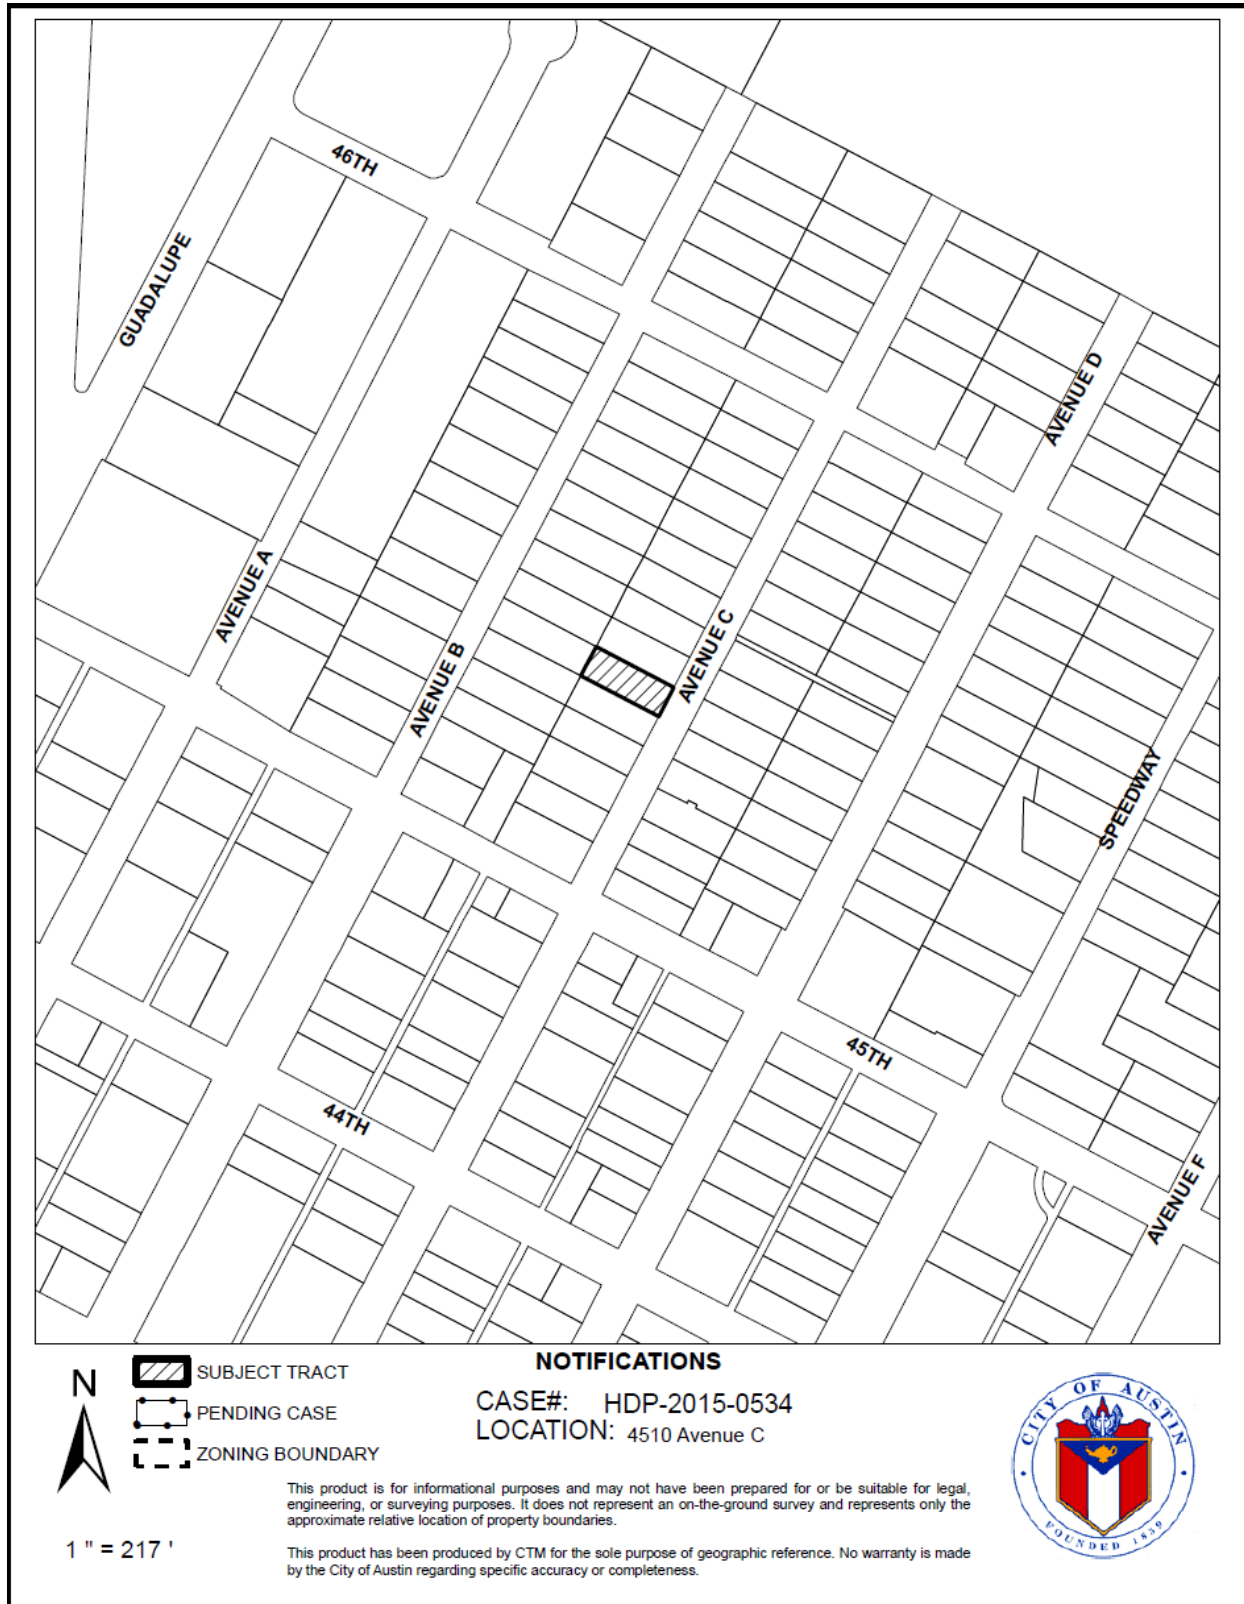 46TH
GUADALUPE
AVENUE D
AVENUE A
AVENUE C
AVENUE B
SPEEDWAY
45TH
44TH
AVENUE F
NOTIFICATIONS
N
SUBJECT TRACT
PENDING CASE
ZONING BOUNDARY
CASE#: HDP-2015-0534
LOCATION: 4510 Avenue C
CITY OF AUSTIN
FOUNDED 1839
This product is for informational purposes and may not have been prepared for or be suitable for legal,
engineering, or surveying purposes. It does not represent an on-the-ground survey and represents only the
approximate relative location of property boundaries.
1 " = 217 '
This product has been produced by CTM for the sole purpose of geographic reference. No warranty is made
by the City of Austin regarding specific accuracy or completeness.